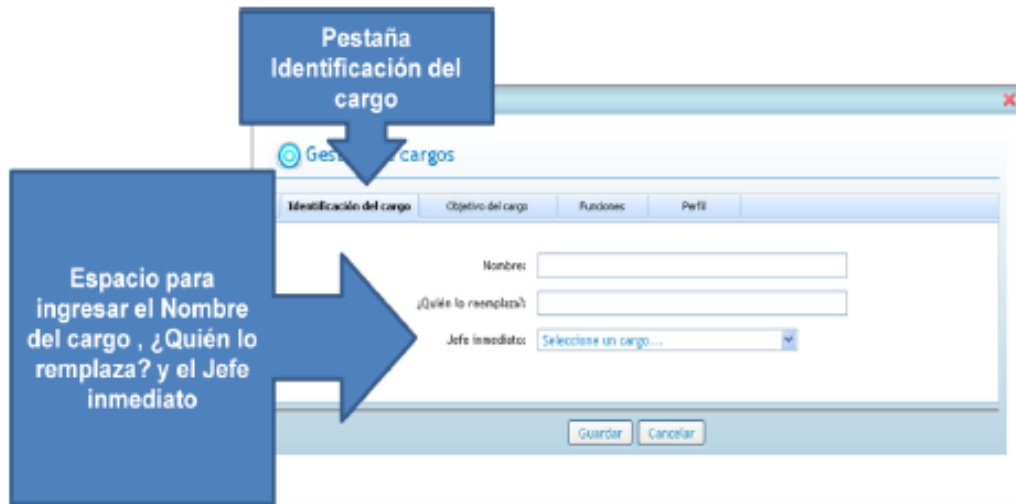 Pestaña
Identificación del
cargo
cargos
Identificación del cargo Objetivo del cargo Funciones Perfil
Espacio para
ingresar el Nombre
del cargo , ¿Quién lo
remplaza? y el Jefe
inmediato
Nombre:
¿Quién lo reemplaza?:
Jefe inmediato: Seleccione un cargo...
Guardar Cancelar